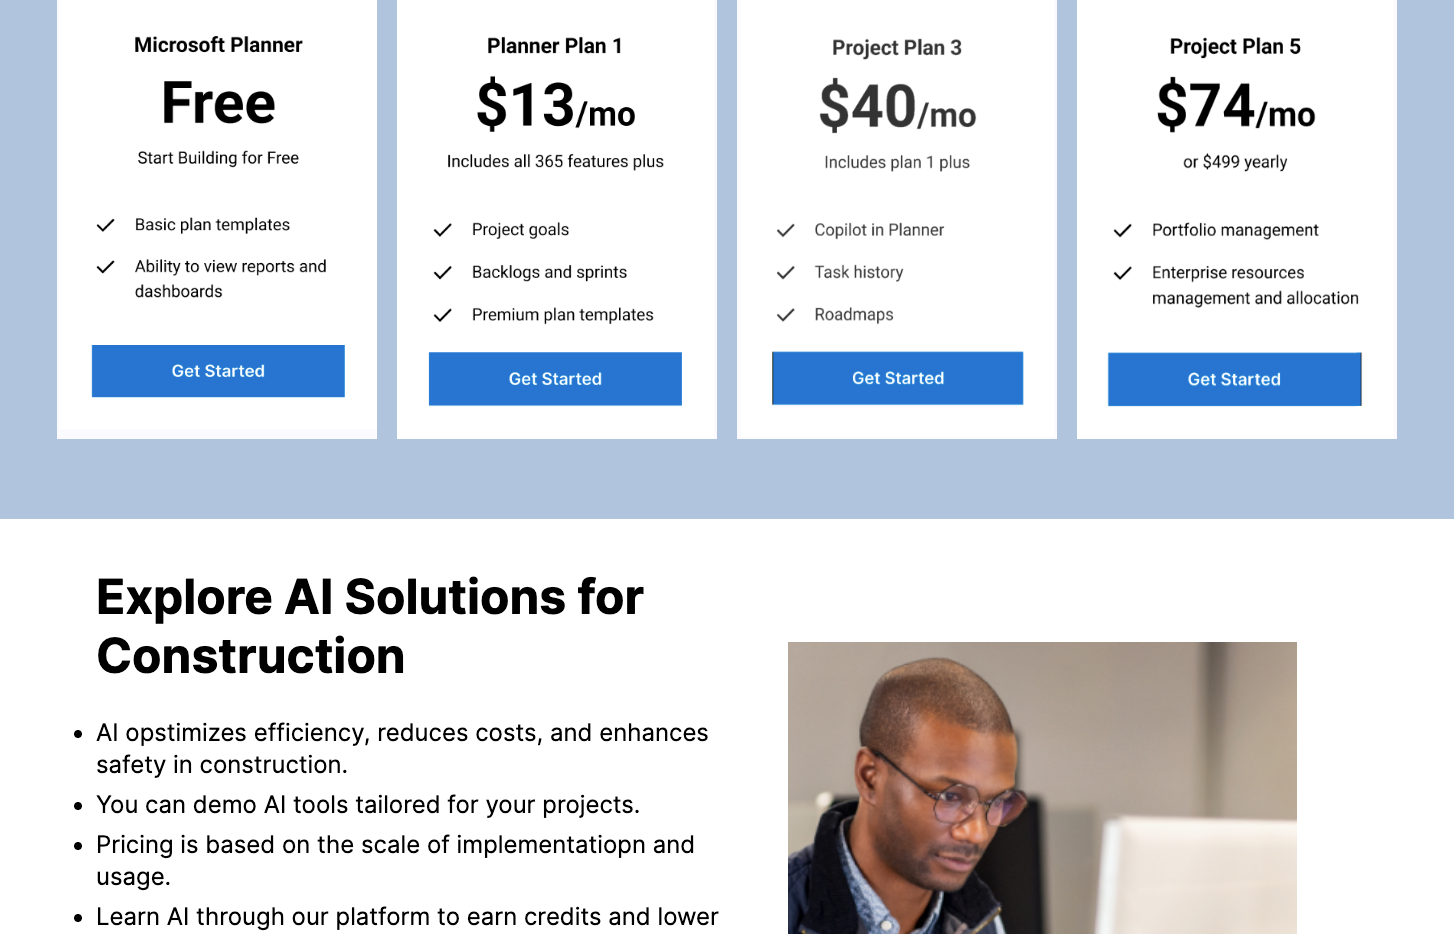 Microsoft Planner
Free
Start Building for Free
Basic plan templates
Ability to view reports and
dashboards
Get Started
Planner Plan 1
$13/mo
Includes all 365 features plus
Project goals
Backlogs and sprints
Premium plan templates
Get Started
Project Plan 3
$40/mo
Includes plan 1 plus
Copilot in Planner
Task history
Roadmaps
Get Started
Project Plan 5
$74/mo
or $499 yearly
Portfolio management
Enterprise resources
management and allocation
Get Started
Explore AI Solutions for
Construction
AI opstimizes efficiency, reduces costs, and enhances
safety in construction.
You can demo AI tools tailored for your projects.
Pricing is based on the scale of implementatiopn and
usage.
Learn AI through our platform to earn credits and lower